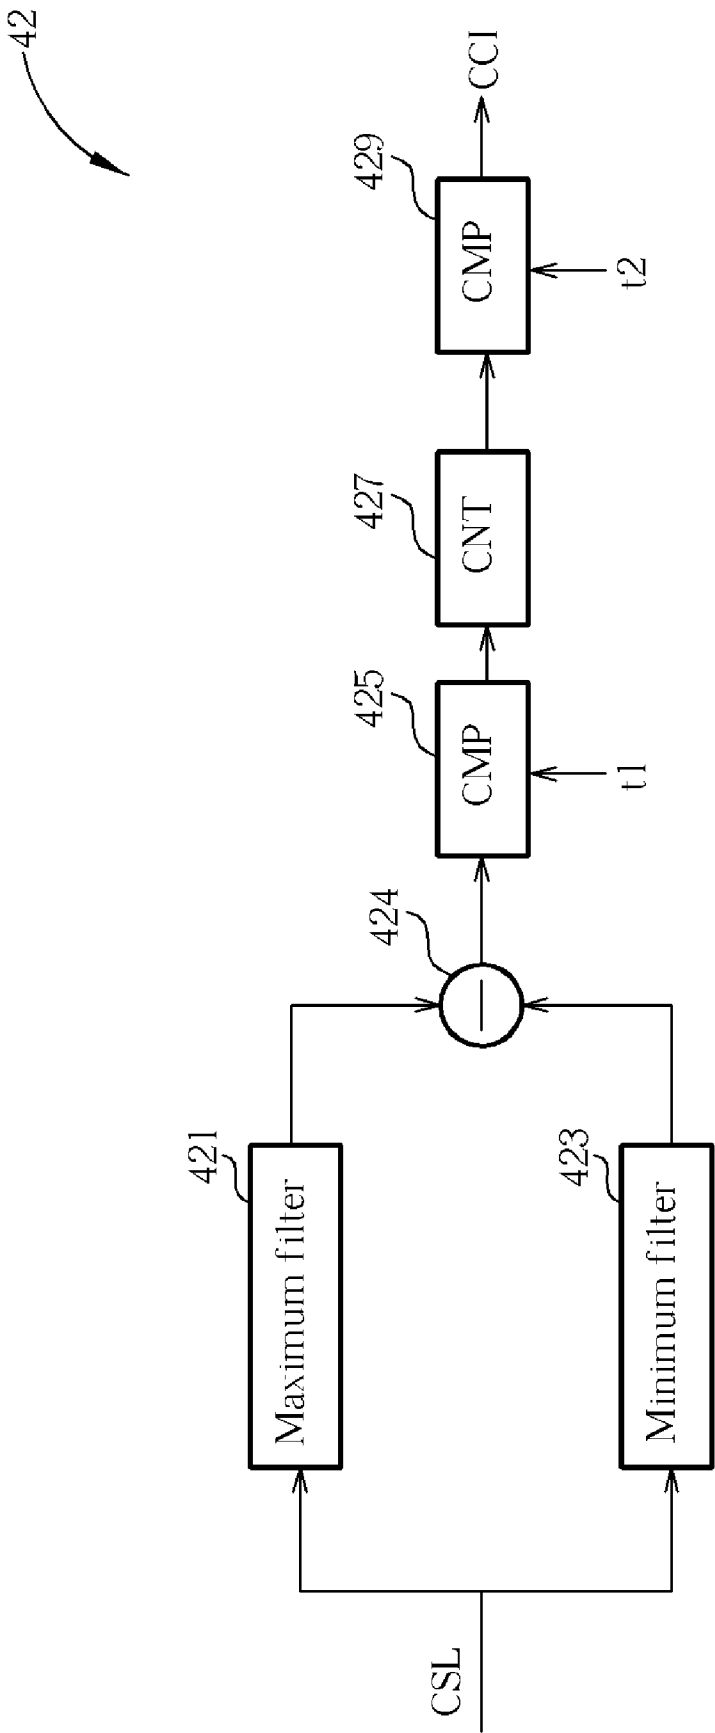 42
CSL
421
Maximum filter
423
Minimum filter
424
425
CMP
t1
427
CNT
429
CMP
t2
CCI